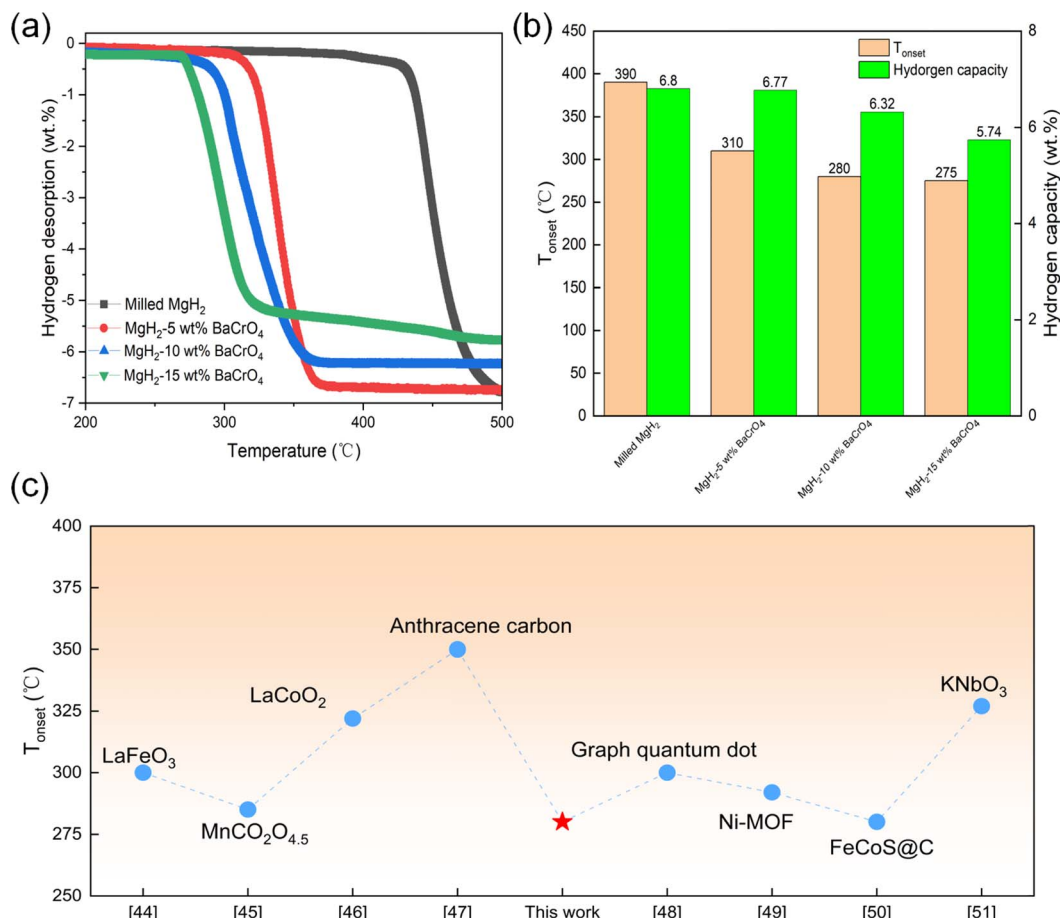 (a)
0
-1
-2
-3
-4
-5
-6
-7
Hydrogen desorption (wt.%)
Milled MgH₂
MgH₂-5 wt% BaCrO₄
MgH₂-10 wt% BaCrO₄
MgH₂-15 wt% BaCrO₄
200
300
400
500
Temperature (℃)
(b)
450
400
350
300
250
200
150
100
50
0
T_onset (℃)
T_onset
Hydorgen capacity
390
6.8
310
6.77
280
6.32
275
5.74
8
6
4
2
0
Hydrogen capacity (wt.%)
Milled MgH₂
MgH₂-5 wt% BaCrO₄
MgH₂-10 wt% BaCrO₄
MgH₂-15 wt% BaCrO₄
(c)
400
375
350
325
300
275
250
T_onset
(℃)
LaFeO₃
MnCO₂O₄.₅
LaCoO₂
Anthracene carbon
Graph quantum dot
Ni-MOF
FeCoS@C
KNbO₃
[44]
[45]
[46]
[47]
This work
[48]
[49]
[50]
[51]